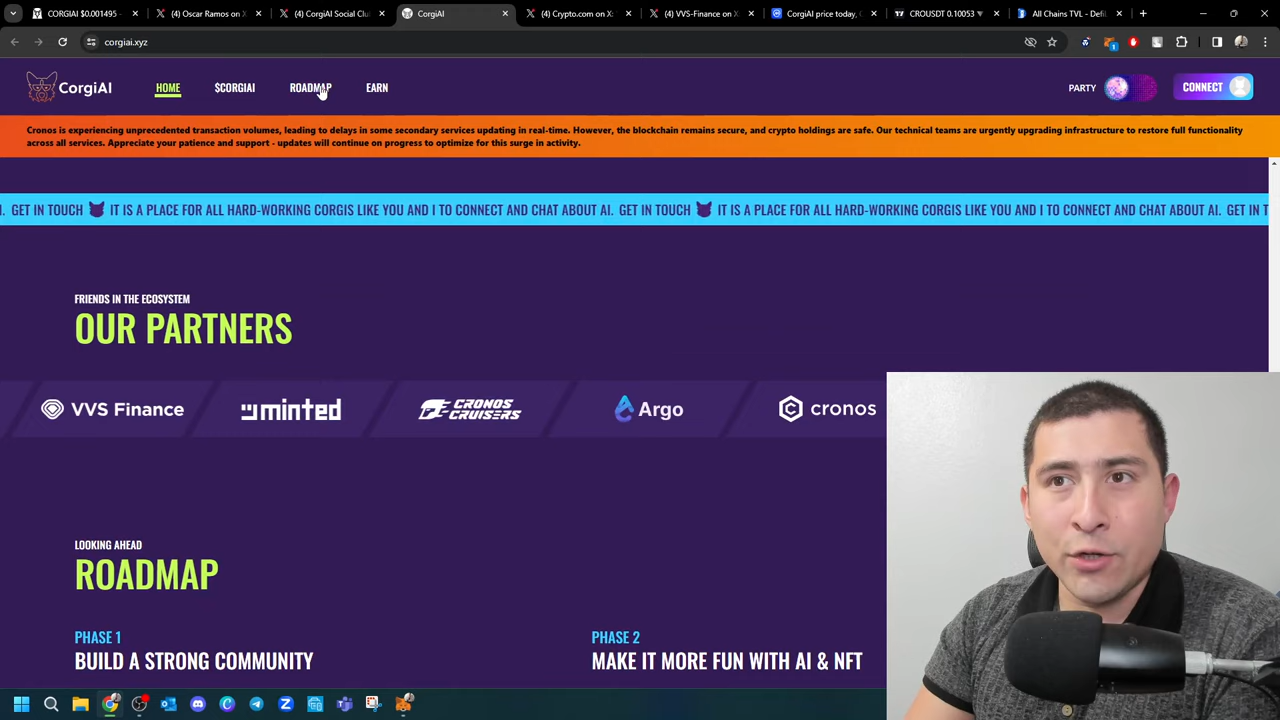 CORGIAI $0.001495 -
(4) Oscar Ramos on X
(4) CorgiAI Social Clu
CorgiAI
(4) Crypto.com on X:
(4) VVS-Finance on X
CorgiAI price today,
CROUSDT 0.10053 ▼
All Chains TVL - Defi
corgiai.xyz
CorgiAI
HOME
$CORGIAI
ROADMAP
EARN
PARTY
CONNECT
Cronos is experiencing unprecedented transaction volumes, leading to delays in some secondary services updating in real-time. However, the blockchain remains secure, and crypto holdings are safe. Our technical teams are urgently upgrading infrastructure to restore full functionality
across all services. Appreciate your patience and support - updates will continue on progress to optimize for this surge in activity.
I. GET IN TOUCH IT IS A PLACE FOR ALL HARD-WORKING CORGIS LIKE YOU AND I TO CONNECT AND CHAT ABOUT AI. GET IN TOUCH IT IS A PLACE FOR ALL HARD-WORKING CORGIS LIKE YOU AND I TO CONNECT AND CHAT ABOUT AI. GET IN T
FRIENDS IN THE ECOSYSTEM
OUR PARTNERS
VVS Finance
minted
CRONOS CRUISERS
Argo
cronos
LOOKING AHEAD
ROADMAP
PHASE 1
BUILD A STRONG COMMUNITY
PHASE 2
MAKE IT MORE FUN WITH AI & NFT